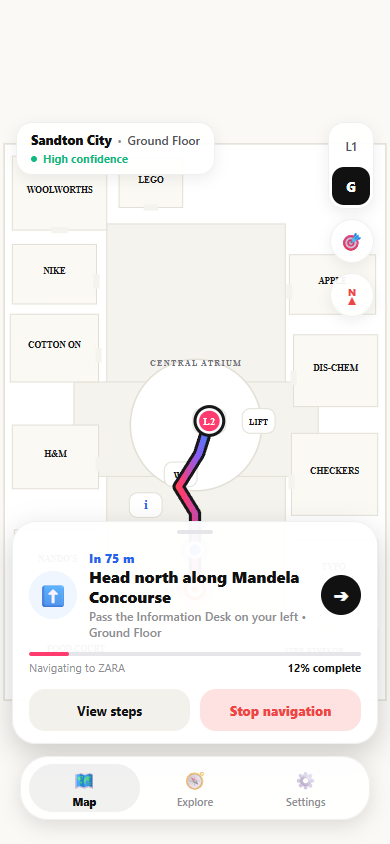 Sandton City • Ground Floor
High confidence
L1
G
WOOLWORTHS
LEGO
NIKE
N
COTTON ON
CENTRAL ATRIUM
DIS-CHEM
L2
LIFT
H&M
CHECKERS
i
In 75 m
Head north along Mandela
Concourse
Pass the Information Desk on your left •
Ground Floor
Navigating to ZARA
12% complete
View steps
Stop navigation
Map
Explore
Settings